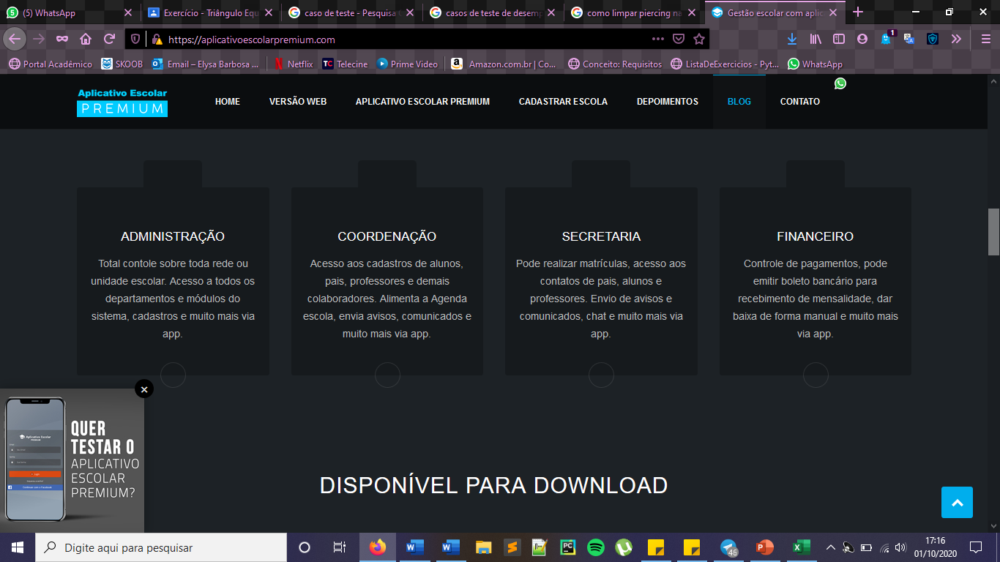 (5) WhatsApp
Exercício - Triângulo Equ
caso de teste - Pesquisa
casos de teste de desemp
como limpar piercing na
Gestão escolar com aplic
https://aplicativoescolarpremium.com
1
Portal Acadêmico
SKOOB
Email – Elysa Barbosa ...
Netflix
TC Telecine
Prime Video
Amazon.com.br | Co...
Conceito: Requisitos
ListaDeExercicios - Pyt...
WhatsApp
Aplicativo Escolar
PREMIUM
HOME
VERSÃO WEB
APLICATIVO ESCOLAR PREMIUM
CADASTRAR ESCOLA
DEPOIMENTOS
BLOG
CONTATO
ADMINISTRAÇÃO
Total contole sobre toda rede ou
unidade escolar. Acesso a todos os
departamentos e módulos do
sistema, cadastros e muito mais via
app.
COORDENAÇÃO
Acesso aos cadastros de alunos,
pais, professores e demais
colaboradores. Alimenta a Agenda
escola, envia avisos, comunicados e
muito mais via app.
SECRETARIA
Pode realizar matrículas, acesso aos
contatos de pais, alunos e
professores. Envio de avisos e
comunicados, chat e muito mais via
app.
FINANCEIRO
Controle de pagamentos, pode
emitir boleto bancário para
recebimento de mensalidade, dar
baixa de forma manual e muito mais
via app.
Aplicativo Escolar
QUER
TESTAR O
APLICATIVO
ESCOLAR
PREMIUM?
DISPONÍVEL PARA DOWNLOAD
Digite aqui para pesquisar
46
17:16
01/10/2020